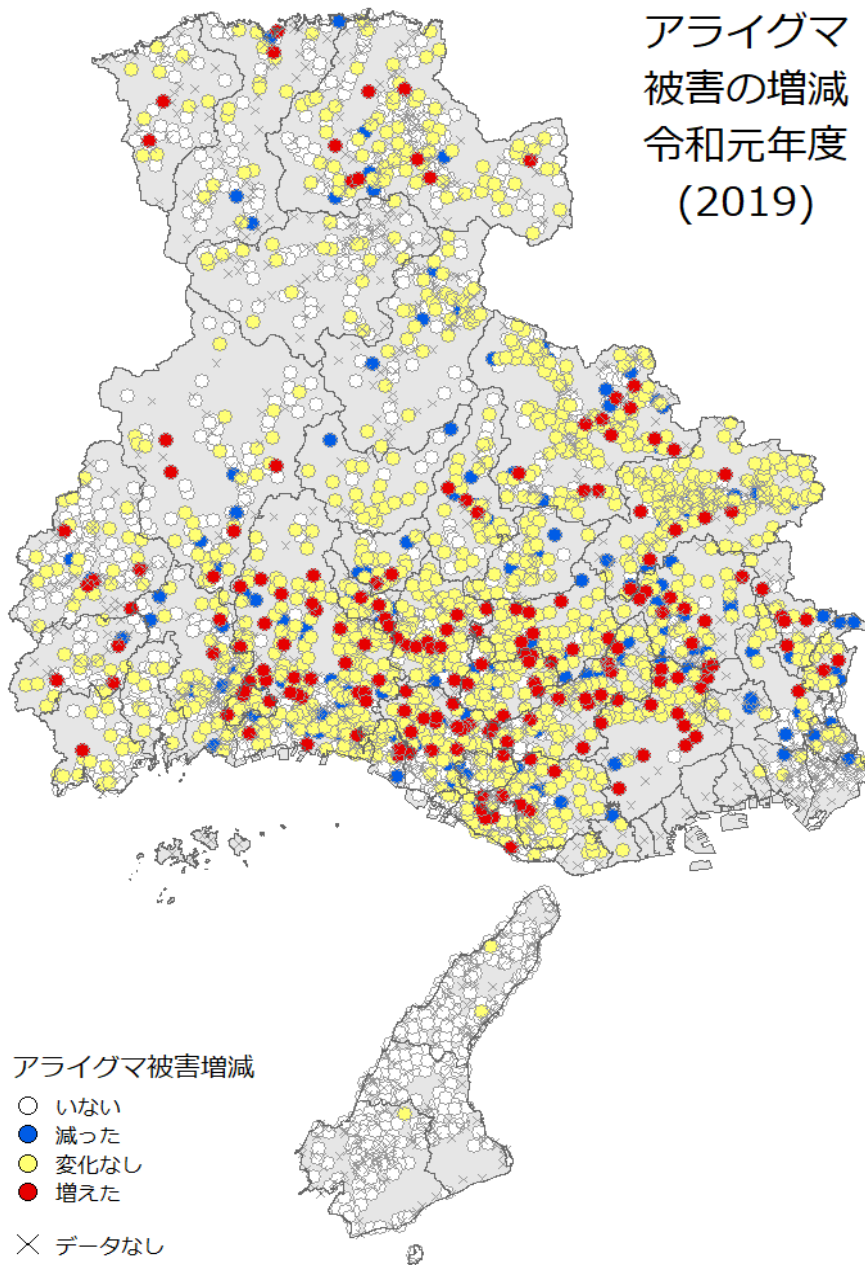 アライグマ
被害の増減
令和元年度
(2019)
アライグマ被害増減
いない
減った
変化なし
増えた
データなし